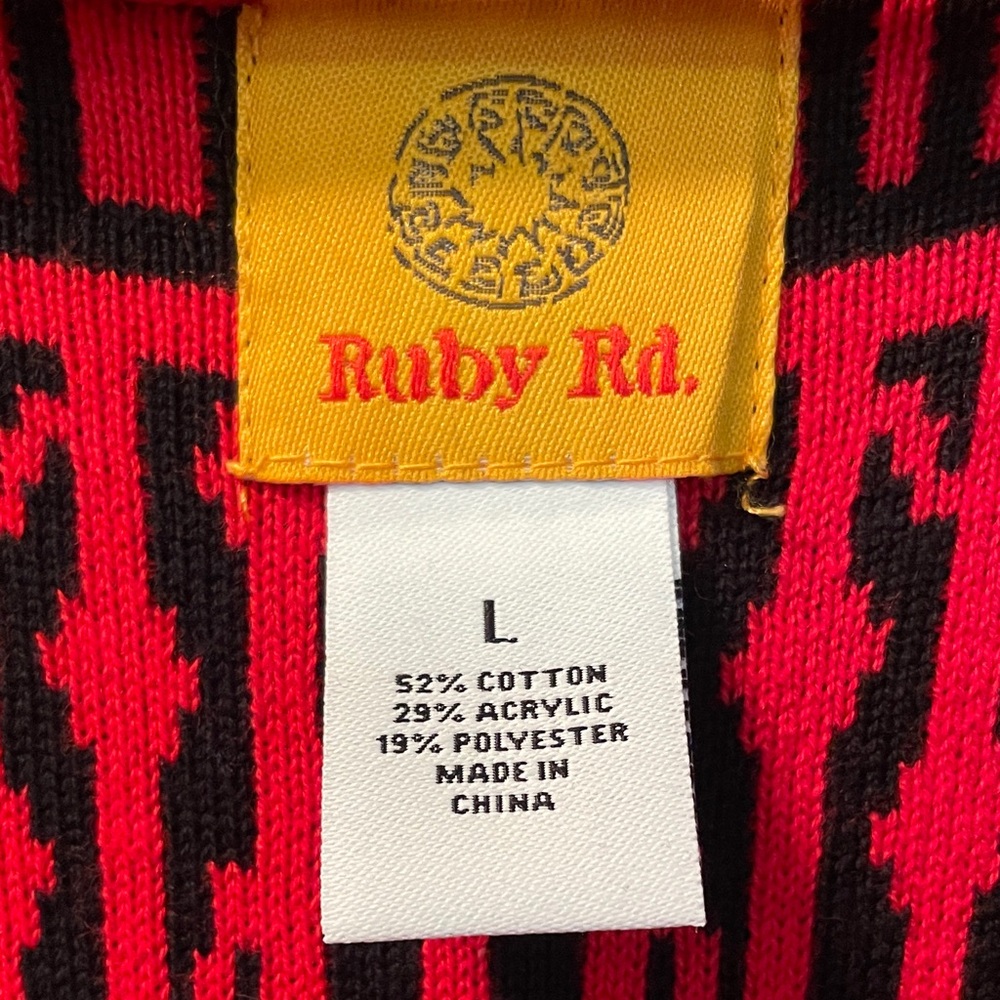 Ruby Rd.
L
52% COTTON
29% ACRYLIC
19% POLYESTER
MADE IN
CHINA